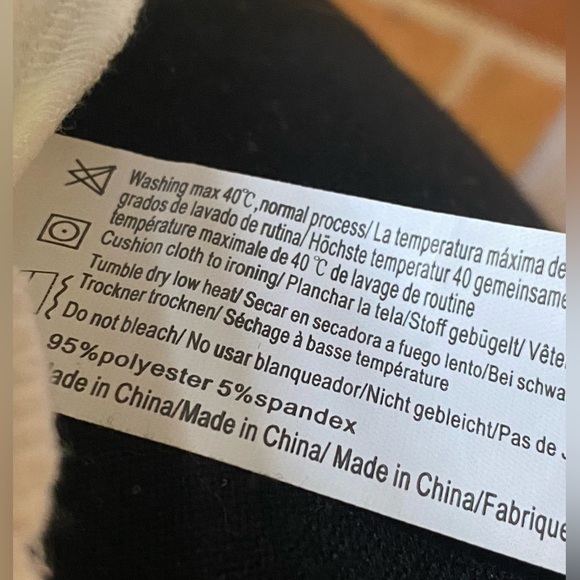 Washing max 40℃,normal process/ La temperatura máxima de
grados de lavado de rutina/ Höchste temperatur 40 gemeinsame
température maximale de 40 ℃ de lavage de routine
Cushion cloth to ironing/ Planchar la tela/Stoff gebügelt/ Vête
Tumble dry low heat/ Secar en secadora a fuego lento/Bei schwa
Trockner trocknen/ Séchage à basse température
Do not bleach/ No usar blanqueador/Nicht gebleicht/Pas de
95%polyester 5%spandex
ade in China/Made in China/ Made in China/Fabrique